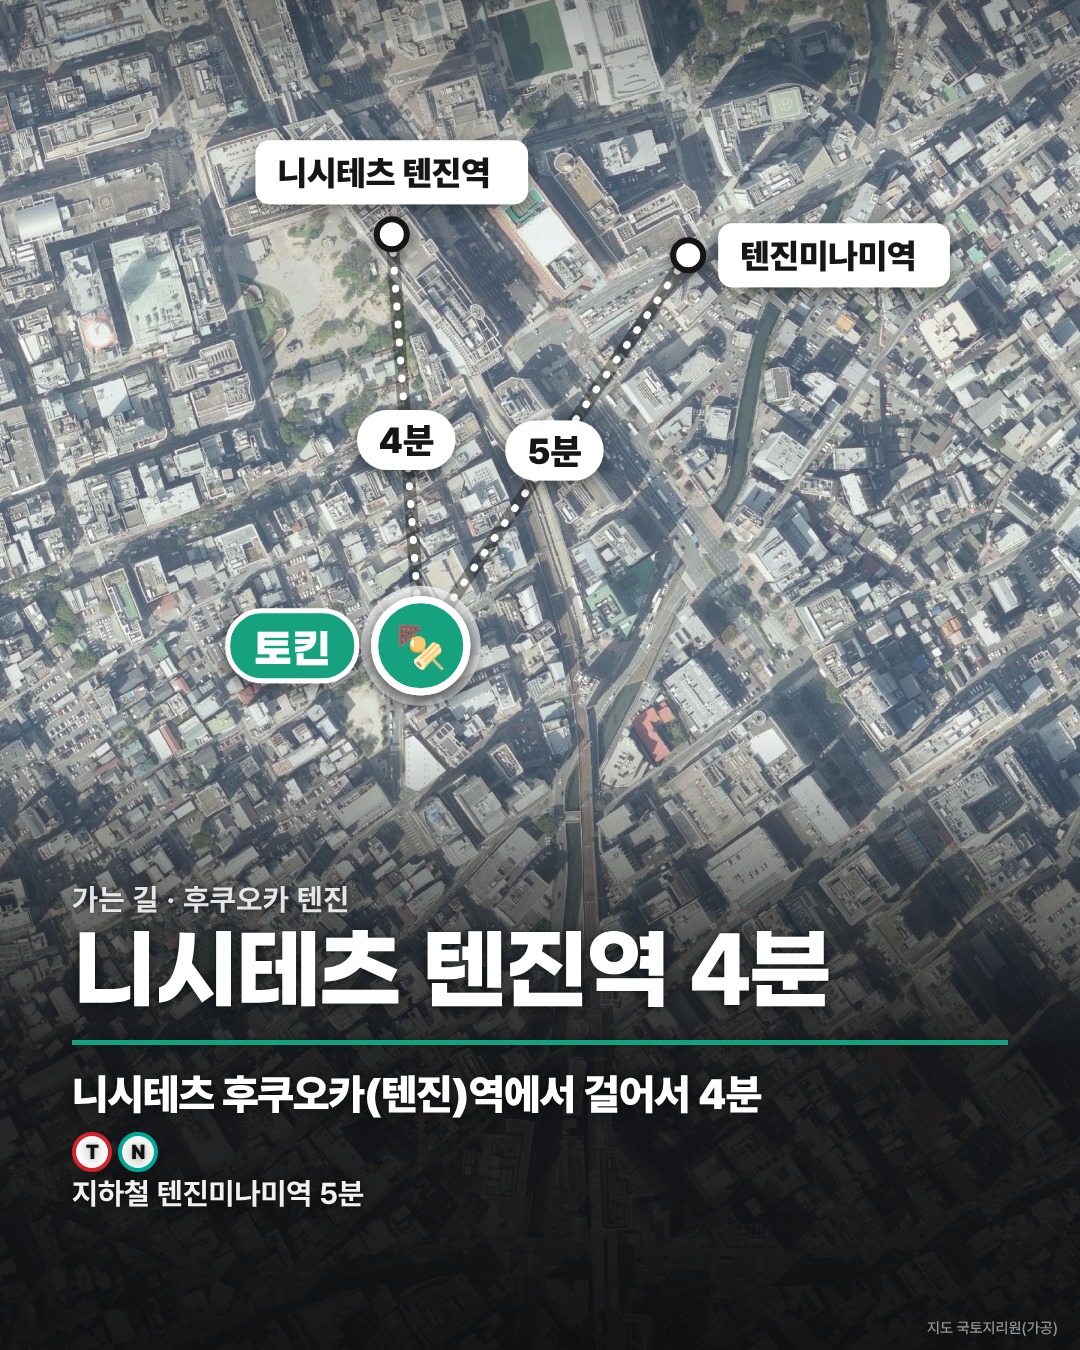 니시테츠 텐진역
텐진미나미역
4분
5분
토킨
가는 길 · 후쿠오카 텐진
니시테츠 텐진역 4분
니시테츠 후쿠오카(텐진)역에서 걸어서 4분
T N
지하철 텐진미나미역 5분
지도 국토지리원(가공)